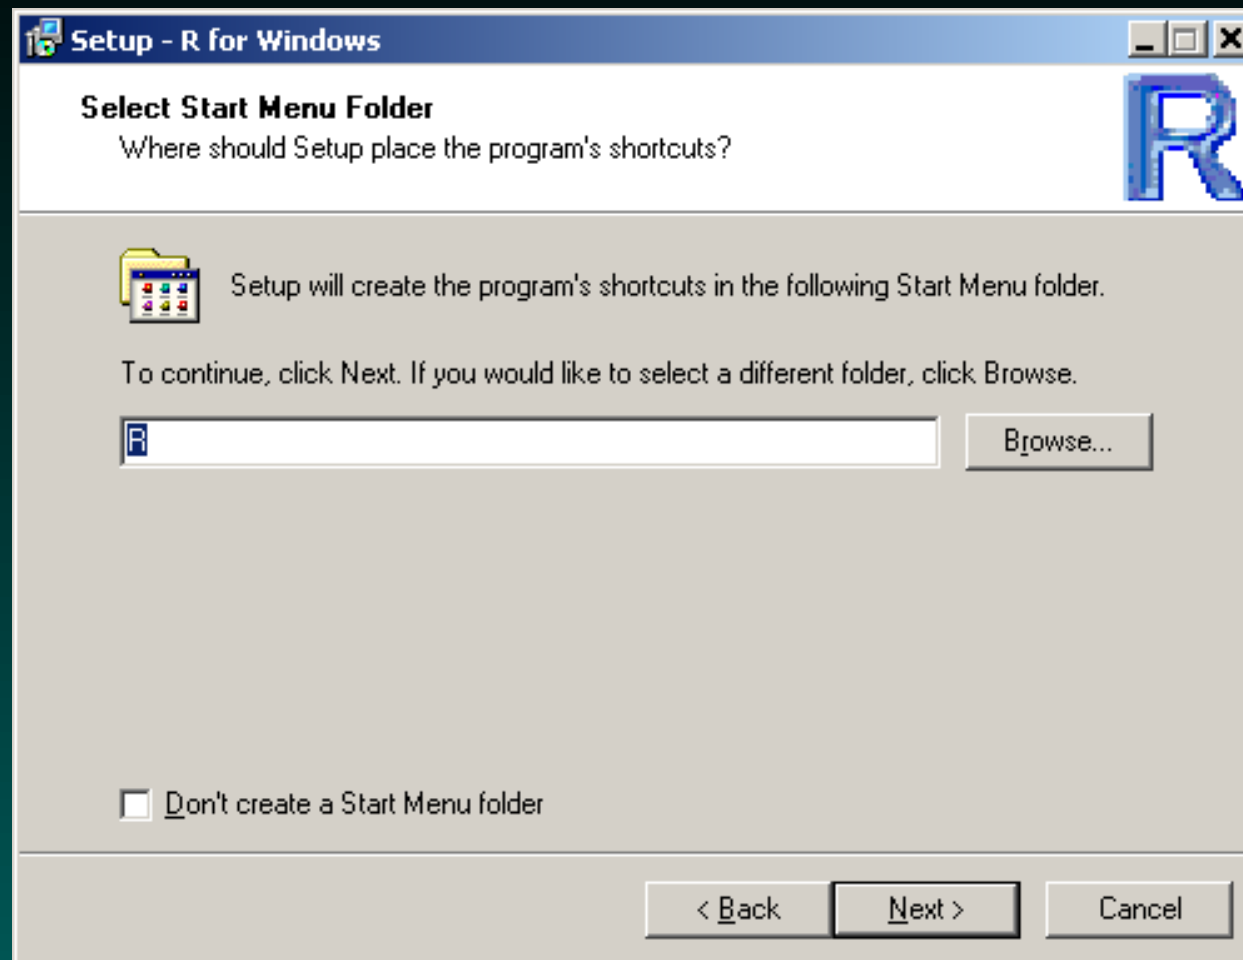 Setup - R for Windows
Select Start Menu Folder
Where should Setup place the program's shortcuts?
R
Setup will create the program's shortcuts in the following Start Menu folder.
To continue, click Next. If you would like to select a different folder, click Browse.
R
Browse...
Don't create a Start Menu folder
< Back
Next >
Cancel